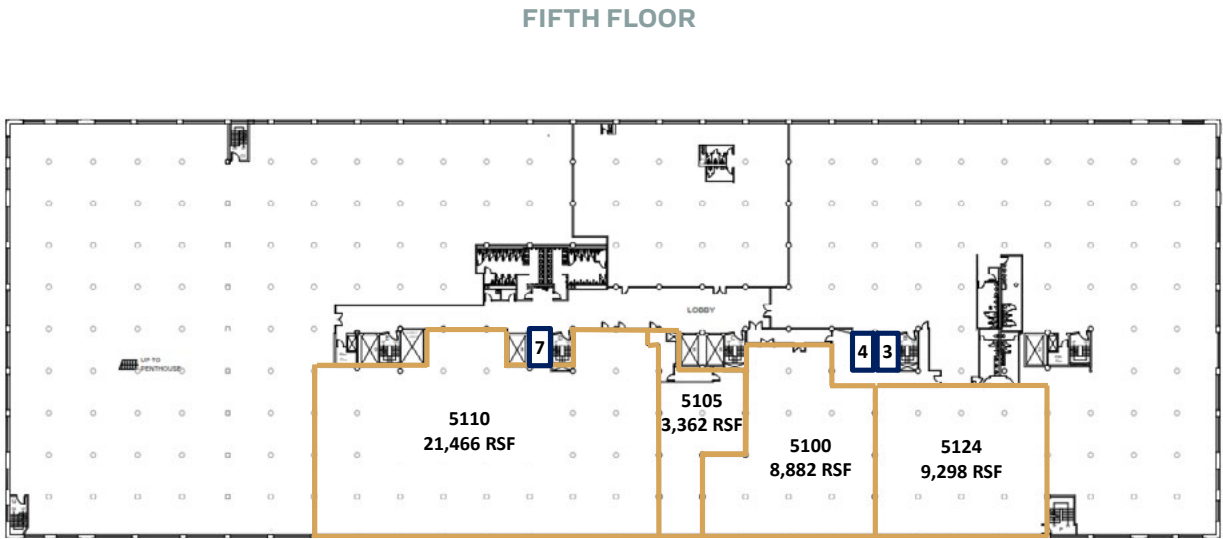 FIFTH FLOOR
LOBBY
7
4
3
UP TO
PENTHOUSE
5110
21,466 RSF
5105
3,362 RSF
5100
8,882 RSF
5124
9,298 RSF